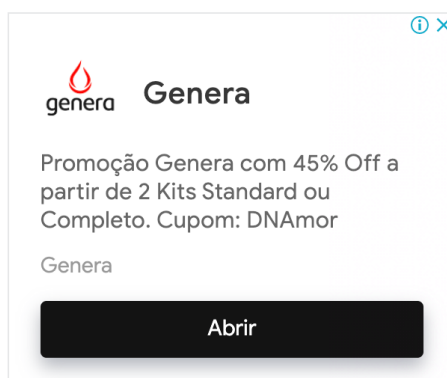 genera
Genera
Promoção Genera com 45% Off a
partir de 2 Kits Standard ou
Completo. Cupom: DNAmor
Genera
Abrir